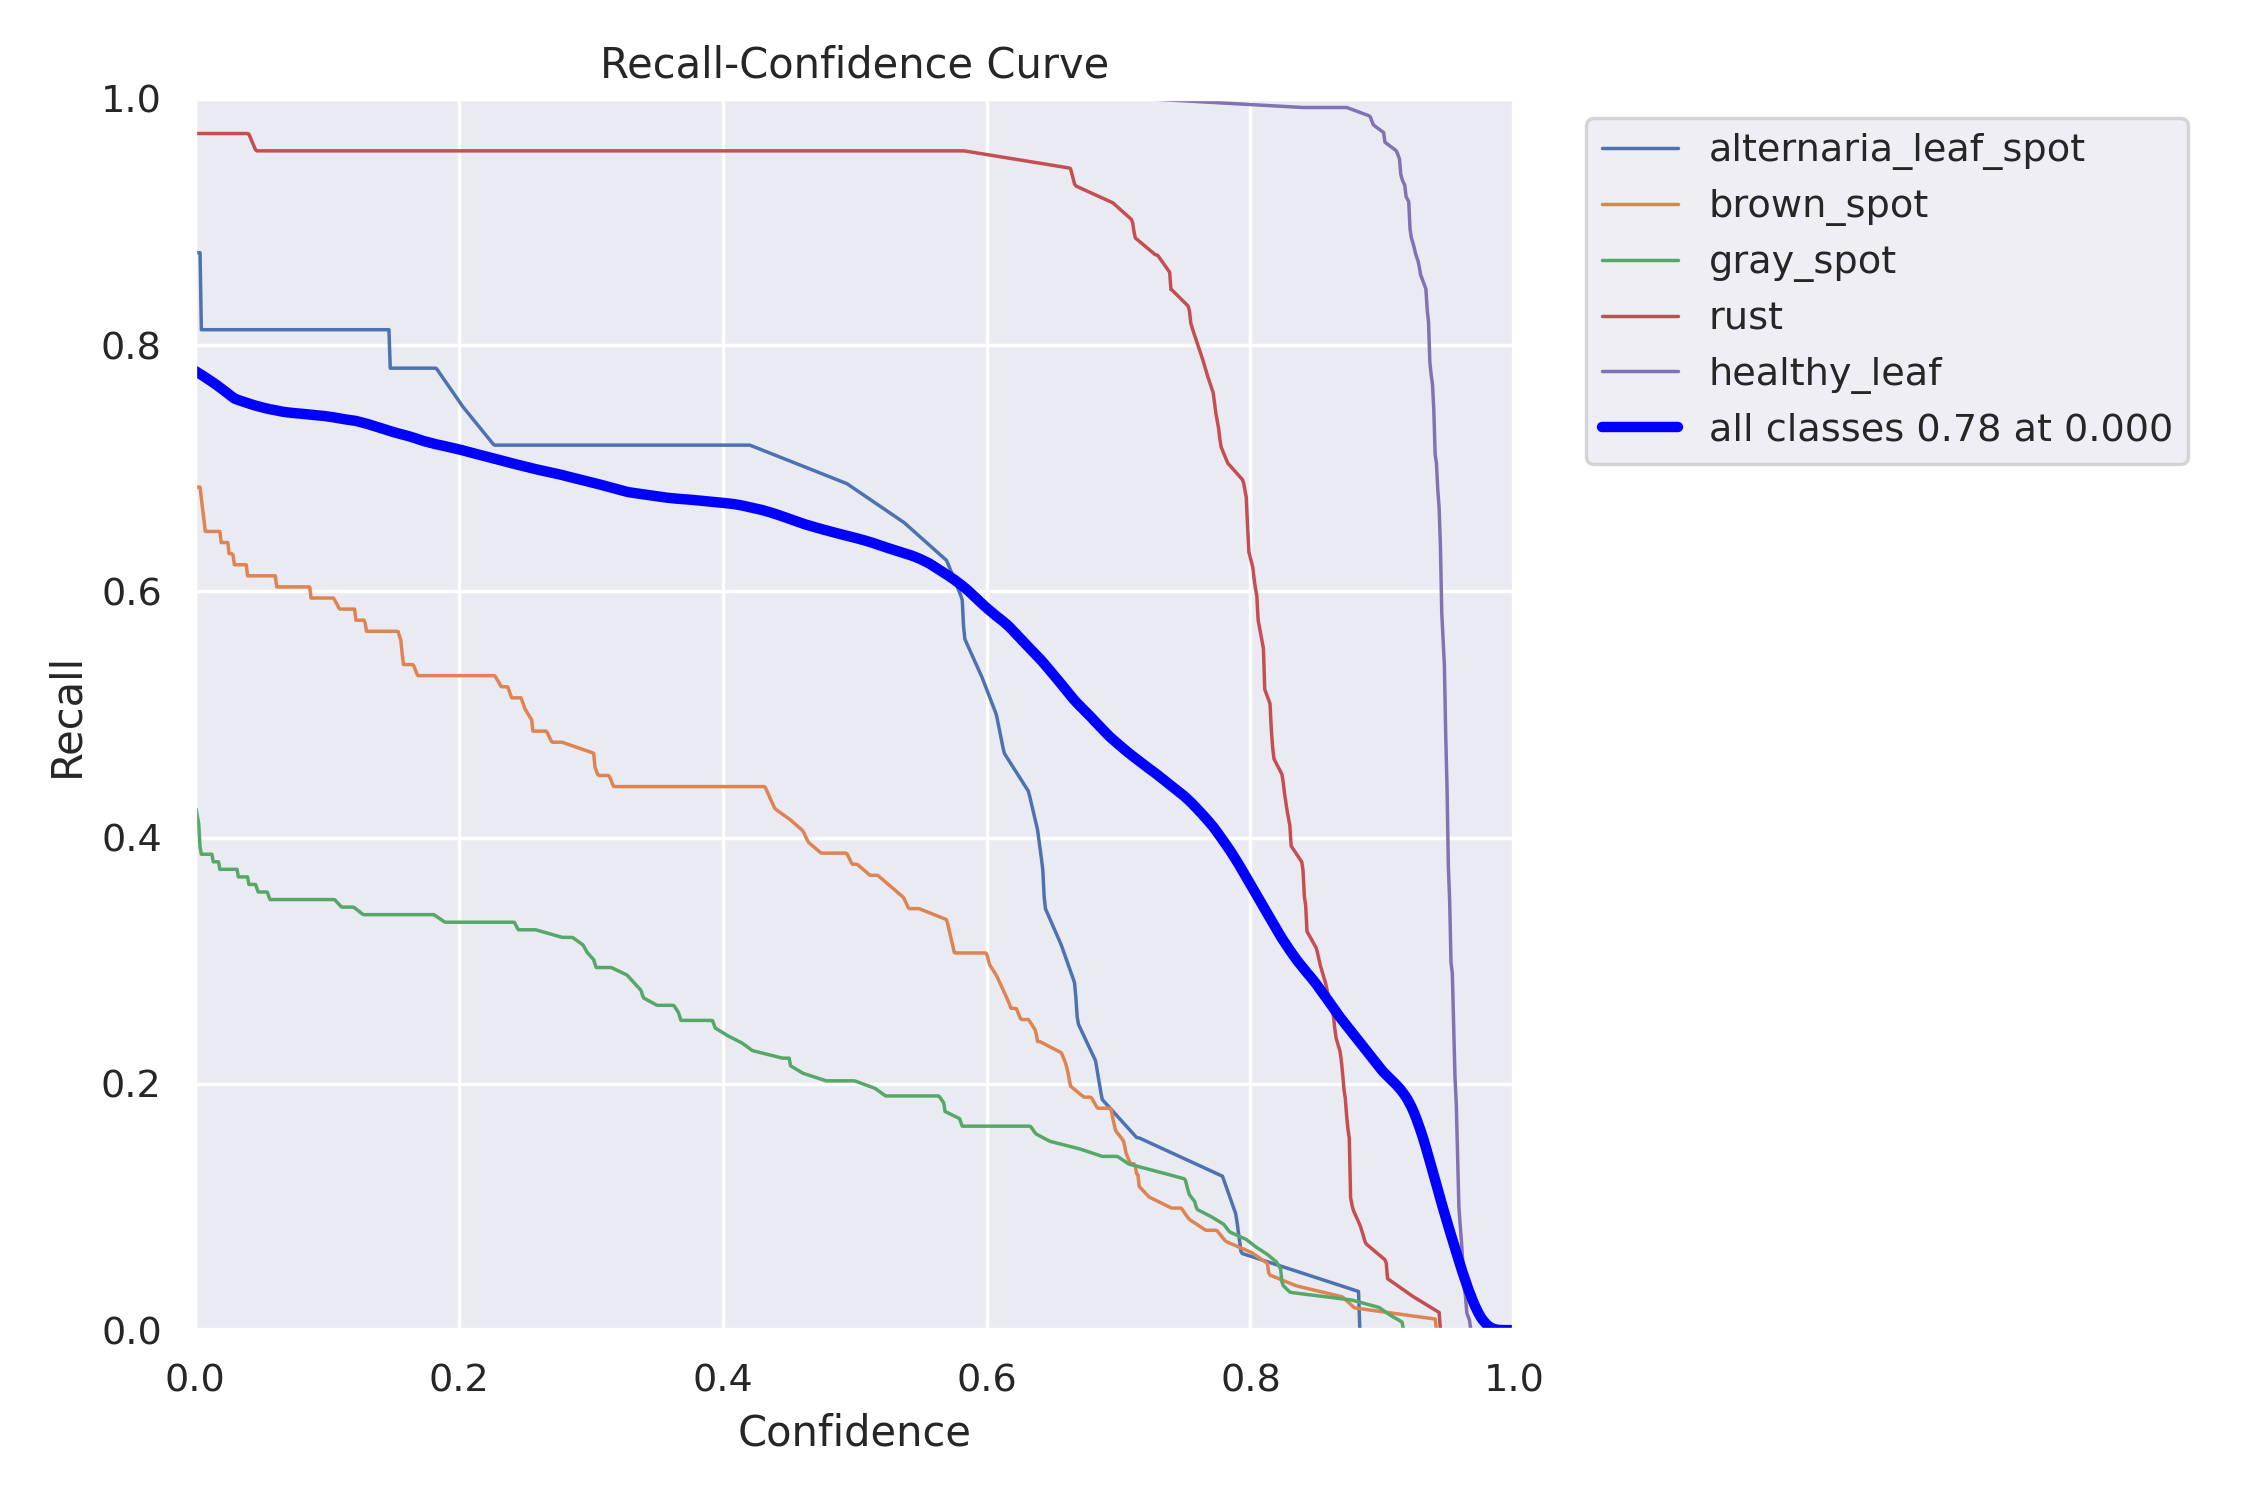 Recall-Confidence Curve
1.0
0.8
0.6
0.4
0.2
0.0
Recall
0.0 0.2 0.4 0.6 0.8 1.0
Confidence
alternaria_leaf_spot
brown_spot
gray_spot
rust
healthy_leaf
all classes 0.78 at 0.000